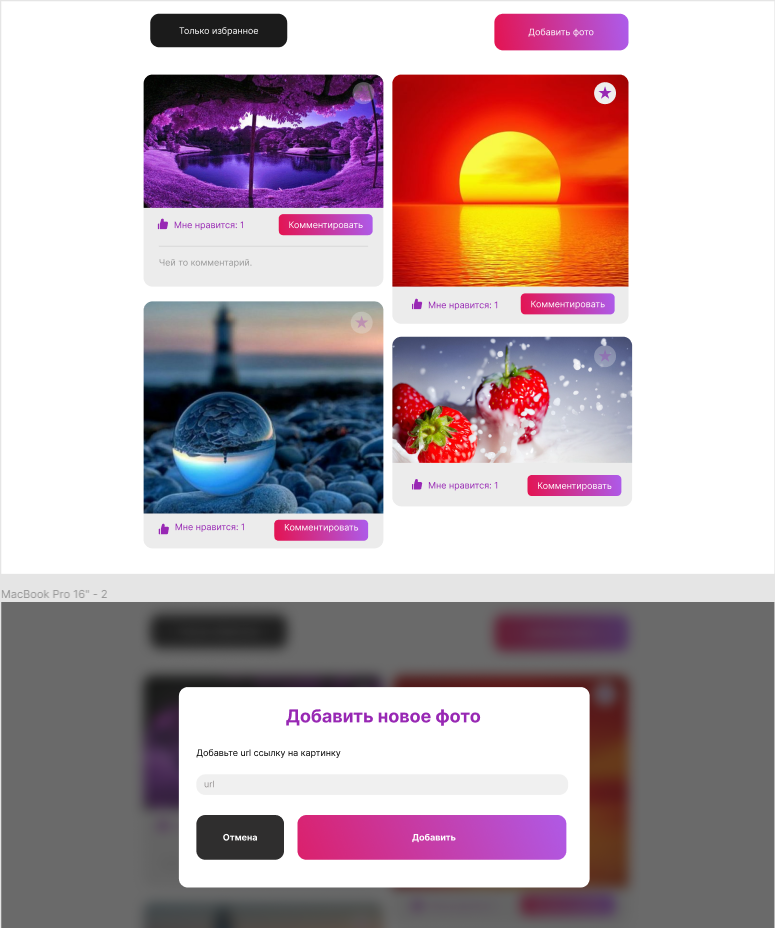 Только избранное
Добавить фото
Мне нравится: 1
Комментировать
Чей то комментарий.
Мне нравится: 1
Комментировать
Мне нравится: 1
Комментировать
Мне нравится: 1
Комментировать
MacBook Pro 16" - 2
Добавить новое фото
Добавьте url ссылку на картинку
url
Отмена
Добавить